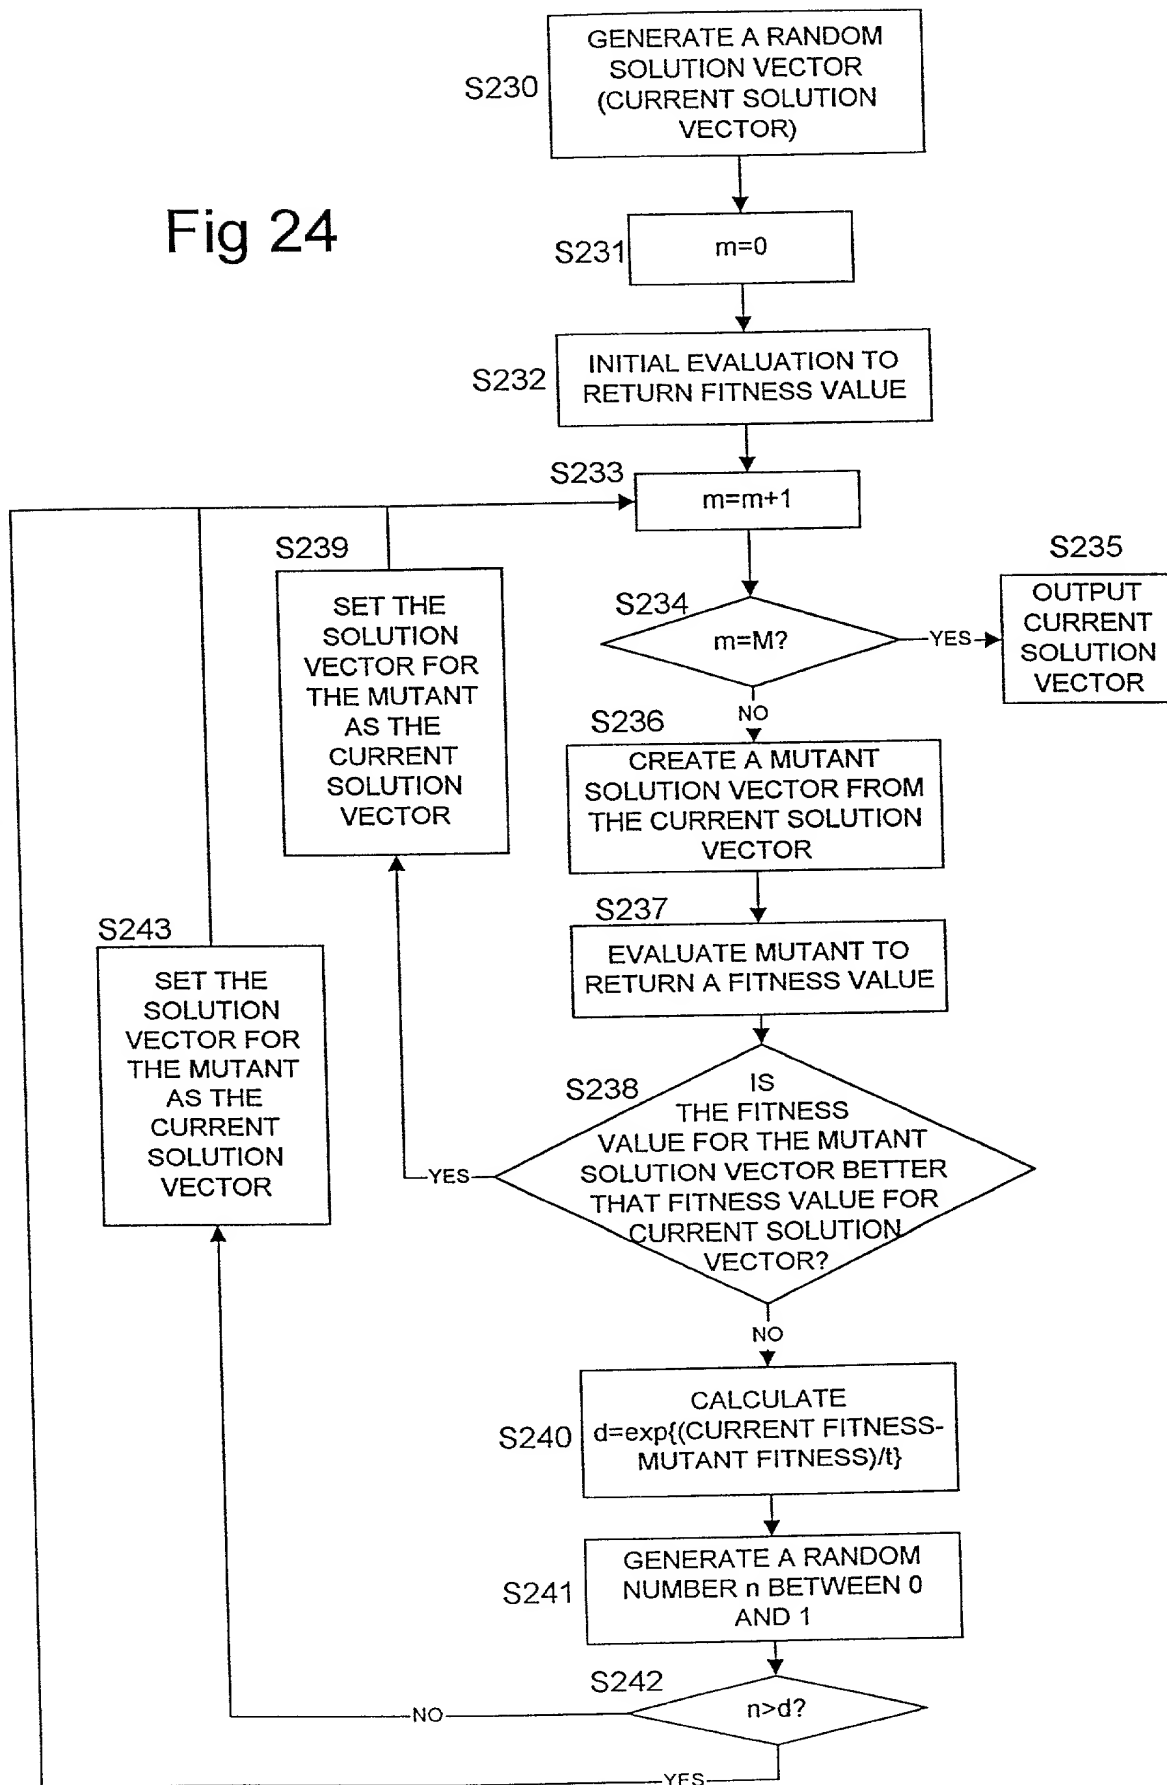 GENERATE A RANDOM
SOLUTION VECTOR
(CURRENT SOLUTION
VECTOR)
S230
Fig 24
S231
m=0
S232
INITIAL EVALUATION TO
RETURN FITNESS VALUE
S233
m=m+1
S234
m=M?
YES
S235
OUTPUT
CURRENT
SOLUTION
VECTOR
NO
S236
CREATE A MUTANT
SOLUTION VECTOR FROM
THE CURRENT SOLUTION
VECTOR
S237
EVALUATE MUTANT TO
RETURN A FITNESS VALUE
S238
IS
THE FITNESS
VALUE FOR THE MUTANT
SOLUTION VECTOR BETTER
THAT FITNESS VALUE FOR
CURRENT SOLUTION
VECTOR?
YES
S239
SET THE
SOLUTION
VECTOR FOR
THE MUTANT
AS THE
CURRENT
SOLUTION
VECTOR
NO
S240
CALCULATE
d=exp{(CURRENT FITNESS-
MUTANT FITNESS)/t}
S241
GENERATE A RANDOM
NUMBER n BETWEEN 0
AND 1
S242
n>d?
NO
S243
SET THE
SOLUTION
VECTOR FOR
THE MUTANT
AS THE
CURRENT
SOLUTION
VECTOR
YES